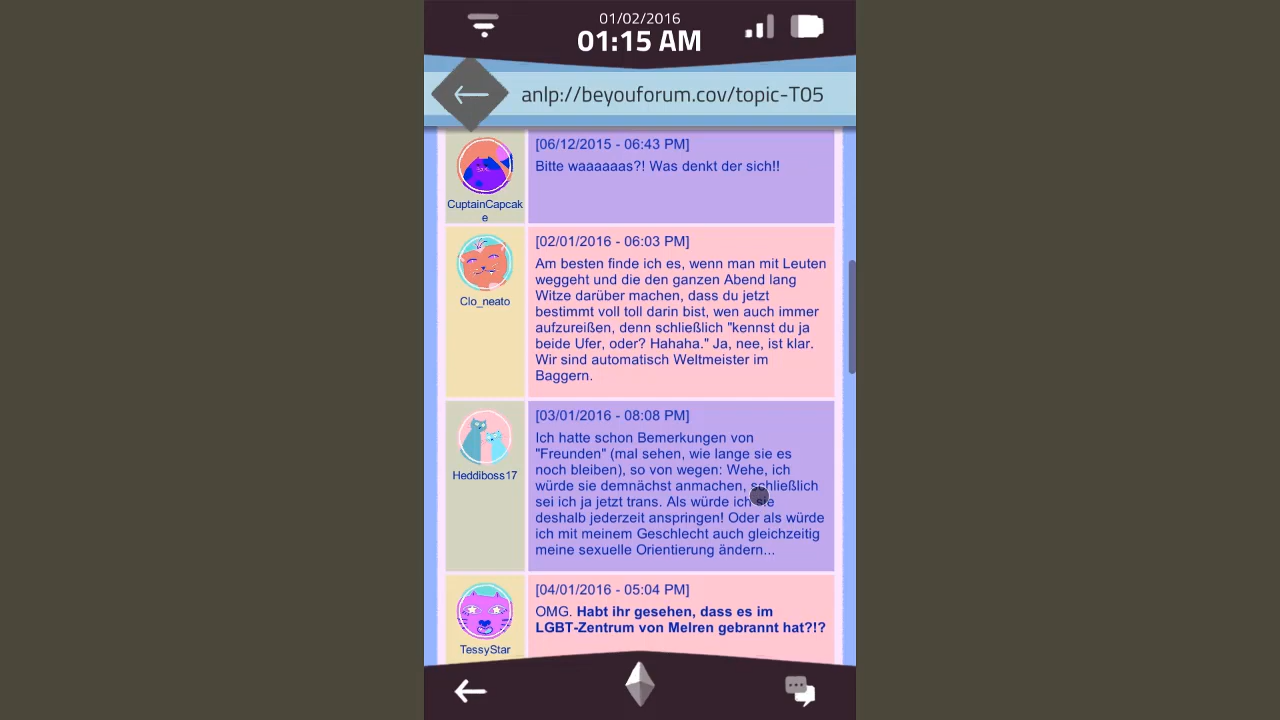 01/02/2016
01:15 AM
anlp://beyouforum.cov/topic-T05
[06/12/2015 - 06:43 PM]
Bitte waaaaaas?! Was denkt der sich!!
CuptainCapcak
e
[02/01/2016 - 06:03 PM]
Am besten finde ich es, wenn man mit Leuten
weggeht und die den ganzen Abend lang
Witze darüber machen, dass du jetzt
bestimmt voll toll darin bist, wen auch immer
aufzureißen, denn schließlich "kennst du ja
beide Ufer, oder? Hahaha." Ja, nee, ist klar.
Wir sind automatisch Weltmeister im
Baggern.
Clo_neato
[03/01/2016 - 08:08 PM]
Ich hatte schon Bemerkungen von
"Freunden" (mal sehen, wie lange sie es
noch bleiben), so von wegen: Wehe, ich
würde sie demnächst anmachen, schließlich
sei ich ja jetzt trans. Als würde ich sie
deshalb jederzeit anspringen! Oder als würde
ich mit meinem Geschlecht auch gleichzeitig
meine sexuelle Orientierung ändern...
Heddiboss17
[04/01/2016 - 05:04 PM]
OMG. Habt ihr gesehen, dass es im
LGBT-Zentrum von Melren gebrannt hat?!?
TessyStar